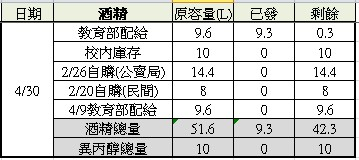 日期 酒精 原容量(L) 已發 剩餘
教育部配給 9.6 9.3 0.3
校內庫存 10 0 10
2/26自購(公賣局) 14.4 0 14.4
4/30 2/20自購(民間) 8 0 8
4/9教育部配給 9.6 0 9.6
酒精總量 51.6 9.3 42.3
異丙醇總量 10 0 10